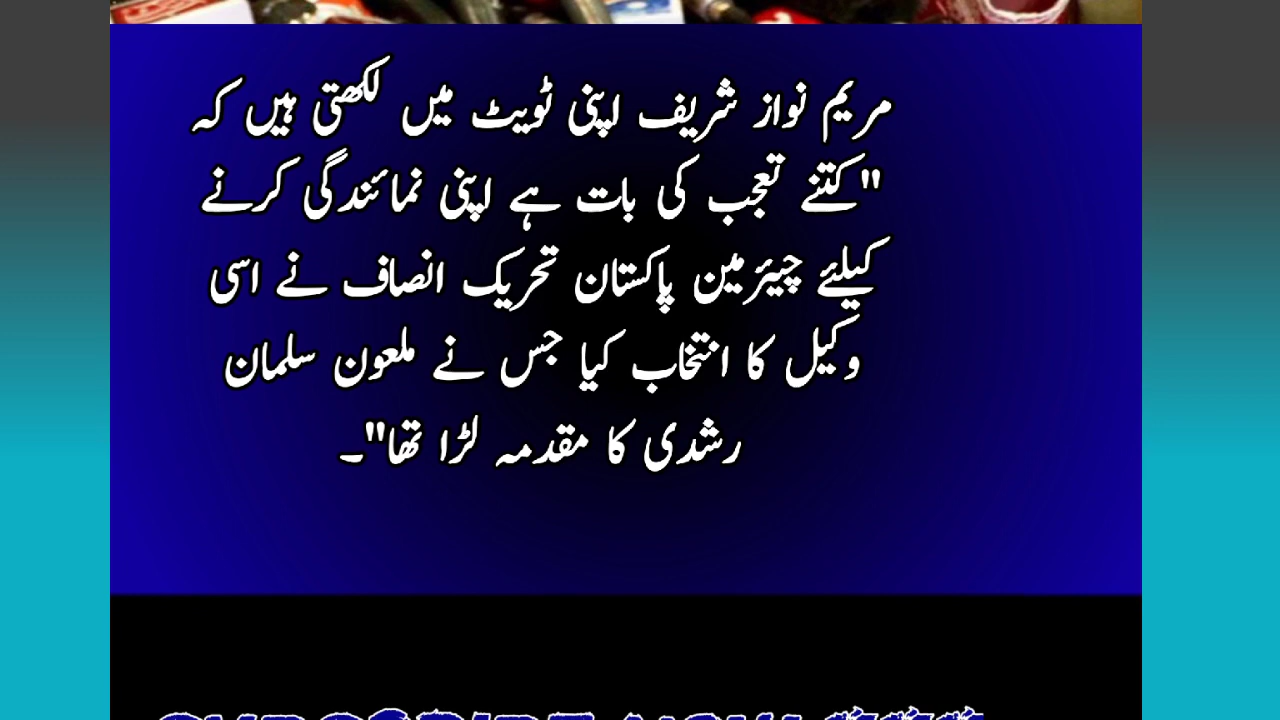 مریم نواز شریف اپنی ٹویٹ میں لکھتی ہیں کہ
"کتنے تعجب کی بات ہے اپنی نمائندگی کرنے
کیلئے چیئرمین پاکستان تحریک انصاف نے اسی
وکیل کا انتخاب کیا جس نے ملعون سلمان
رشدی کا مقدمہ لڑا تھا"۔